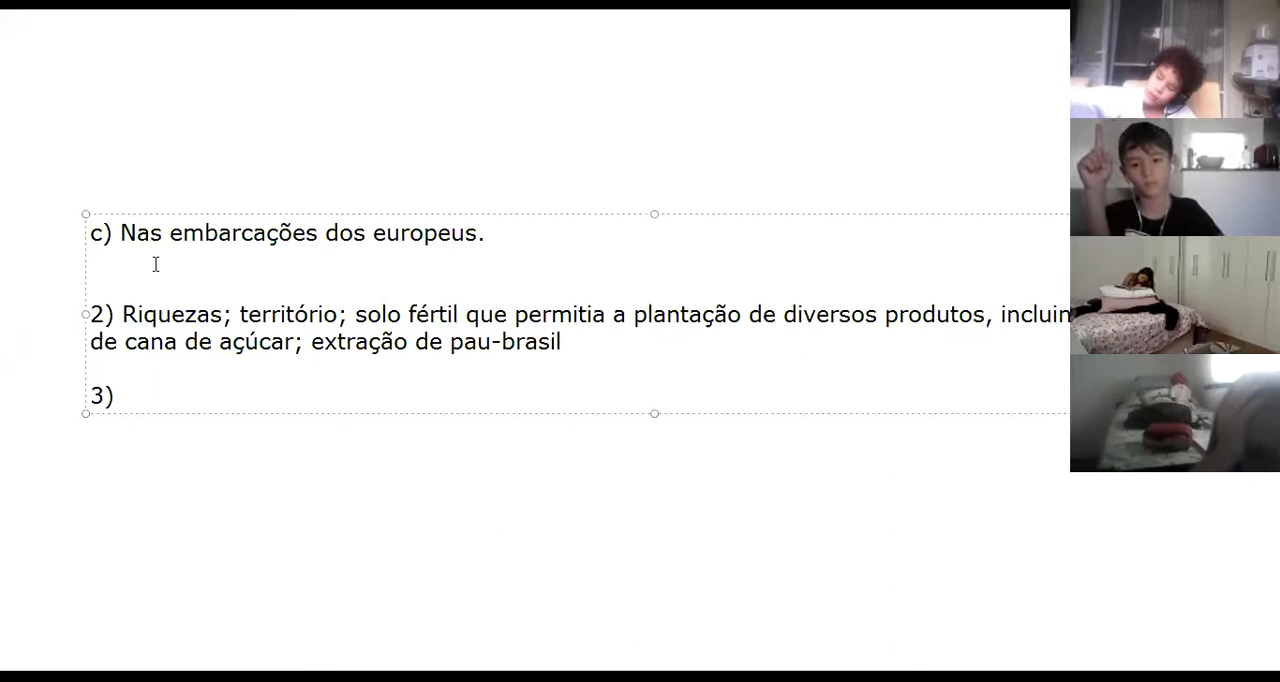 c) Nas embarcações dos europeus.
2) Riquezas; território; solo fértil que permitia a plantação de diversos produtos,
de cana de açúcar; extração de pau-brasil
3)